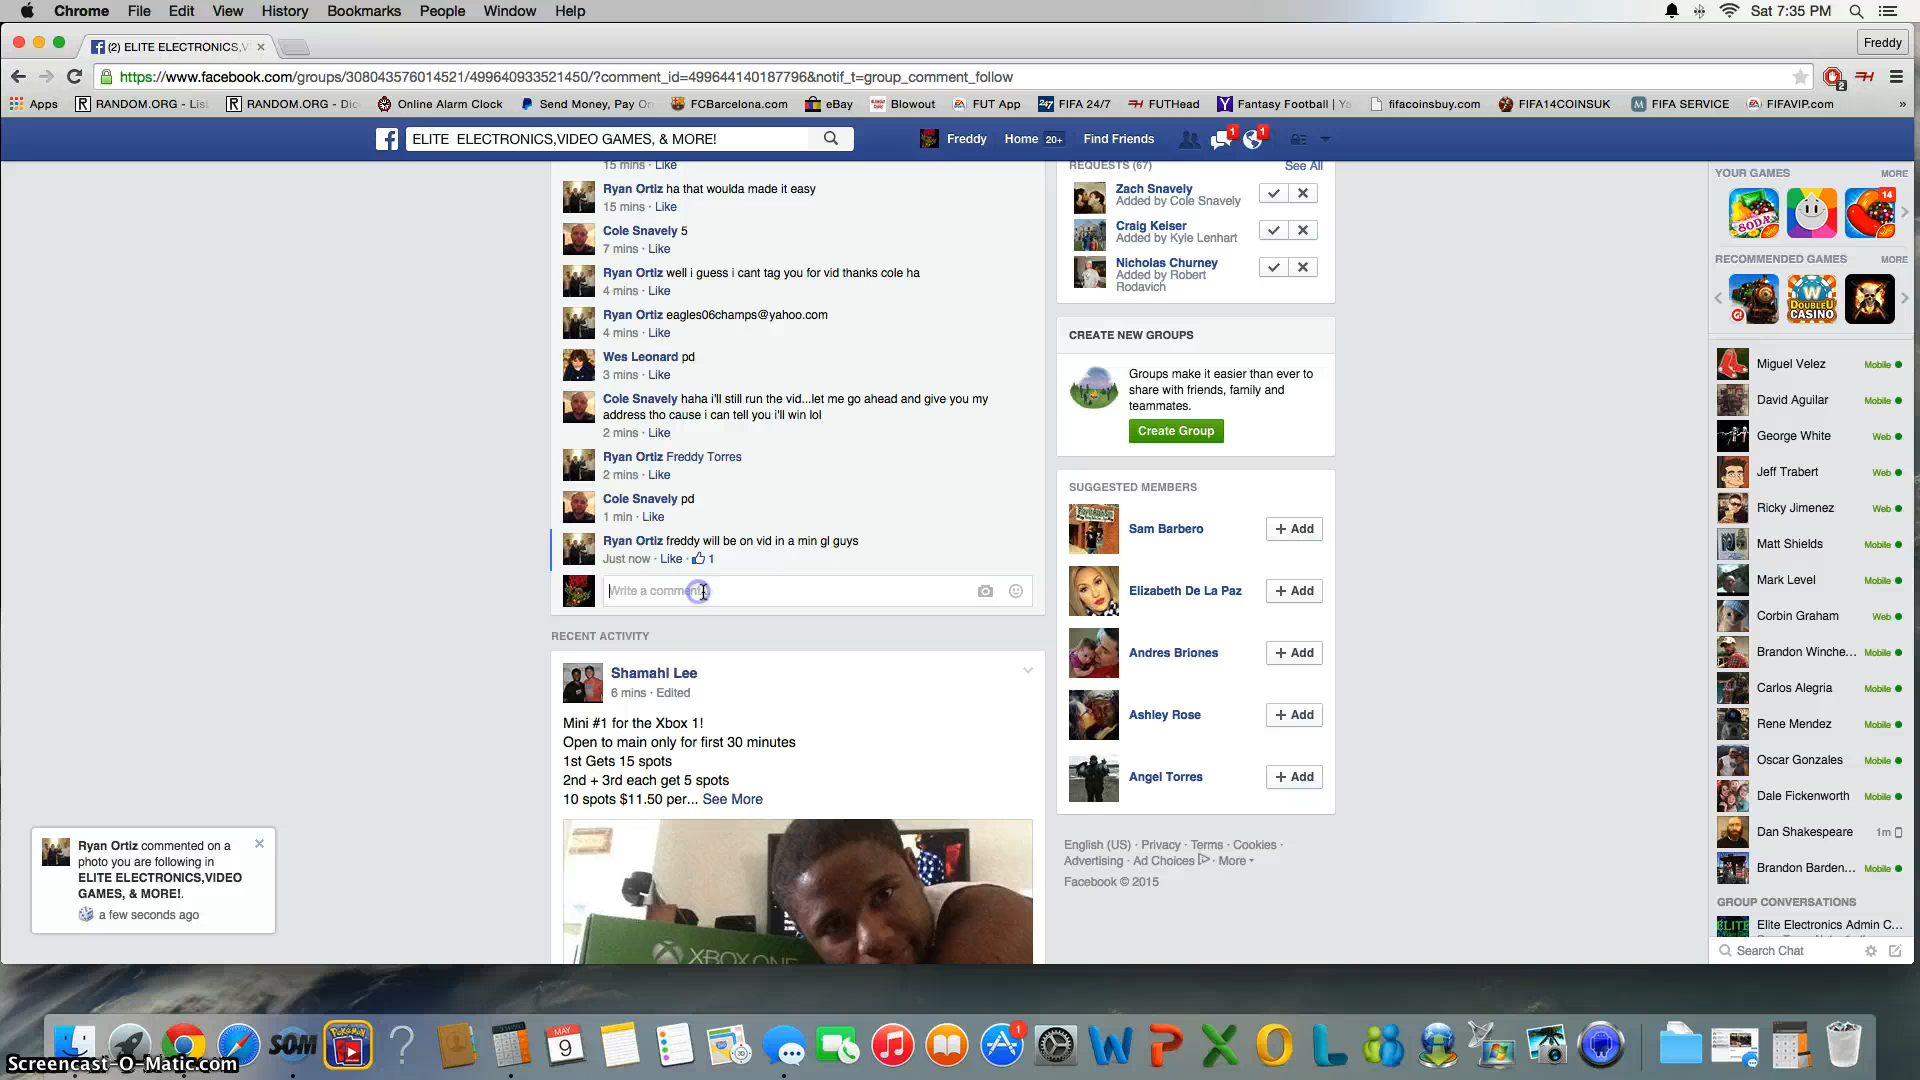 Chrome File Edit View History Bookmarks People Window Help
Sat 7:35 PM
(2) ELITE ELECTRONICS,V
Freddy
https://www.facebook.com/groups/308043576014521/499640933521450/?comment_id=499644140187796&notif_t=group_comment_follow
2
Apps RANDOM.ORG - Lis RANDOM.ORG - Dic Online Alarm Clock Send Money, Pay On FCBarcelona.com eBay Blowout FUT App FIFA 24/7 FUTHead Fantasy Football | Ya fifacoinsbuy.com FIFA14COINSUK FIFA SERVICE FIFAVIP.com »
ELITE ELECTRONICS,VIDEO GAMES, & MORE!
Freddy Home 20+ Find Friends 1 1
15 mins · Like
Ryan Ortiz ha that woulda made it easy
15 mins · Like
Cole Snavely 5
7 mins · Like
Ryan Ortiz well i guess i cant tag you for vid thanks cole ha
4 mins · Like
Ryan Ortiz eagles06champs@yahoo.com
4 mins · Like
Wes Leonard pd
3 mins · Like
Cole Snavely haha i'll still run the vid...let me go ahead and give you my
address tho cause i can tell you i'll win lol
2 mins · Like
Ryan Ortiz Freddy Torres
2 mins · Like
Cole Snavely pd
1 min · Like
Ryan Ortiz freddy will be on vid in a min gl guys
Just now · Like · 1
Write a comment
RECENT ACTIVITY
Shamahl Lee
6 mins · Edited
Mini #1 for the Xbox 1!
Open to main only for first 30 minutes
1st Gets 15 spots
2nd + 3rd each get 5 spots
10 spots $11.50 per... See More
XBOX ONE
REQUESTS (67) See All
Zach Snavely
Added by Cole Snavely
Craig Keiser
Added by Kyle Lenhart
Nicholas Churney
Added by Robert
Rodavich
CREATE NEW GROUPS
Groups make it easier than ever to
share with friends, family and
teammates.
Create Group
SUGGESTED MEMBERS
Sam Barbero + Add
Elizabeth De La Paz + Add
Andres Briones + Add
Ashley Rose + Add
Angel Torres + Add
English (US) · Privacy · Terms · Cookies ·
Advertising · Ad Choices · More
Facebook © 2015
YOUR GAMES MORE
SODA
14
RECOMMENDED GAMES MORE
DOUBLEU
CASINO
Miguel Velez Mobile
David Aguilar Mobile
George White Web
Jeff Trabert Web
Ricky Jimenez Web
Matt Shields Mobile
Mark Level Mobile
Corbin Graham Web
Brandon Winche... Mobile
Carlos Alegria Mobile
Rene Mendez Mobile
Oscar Gonzales Mobile
Dale Fickenworth Mobile
Dan Shakespeare 1m
Brandon Barden... Mobile
GROUP CONVERSATIONS
Elite Electronics Admin C...
Search Chat
Ryan Ortiz commented on a
photo you are following in
ELITE ELECTRONICS,VIDEO
GAMES, & MORE!.
a few seconds ago
SOM
MAY
9
1
Screencast-O-Matic.com